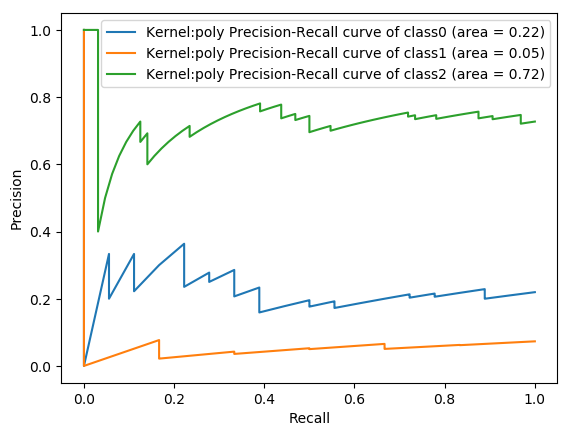 Kernel:poly Precision-Recall curve of class0 (area = 0.22)
Kernel:poly Precision-Recall curve of class1 (area = 0.05)
Kernel:poly Precision-Recall curve of class2 (area = 0.72)
1.0
0.8
0.6
0.4
0.2
0.0
Precision
0.0 0.2 0.4 0.6 0.8 1.0
Recall